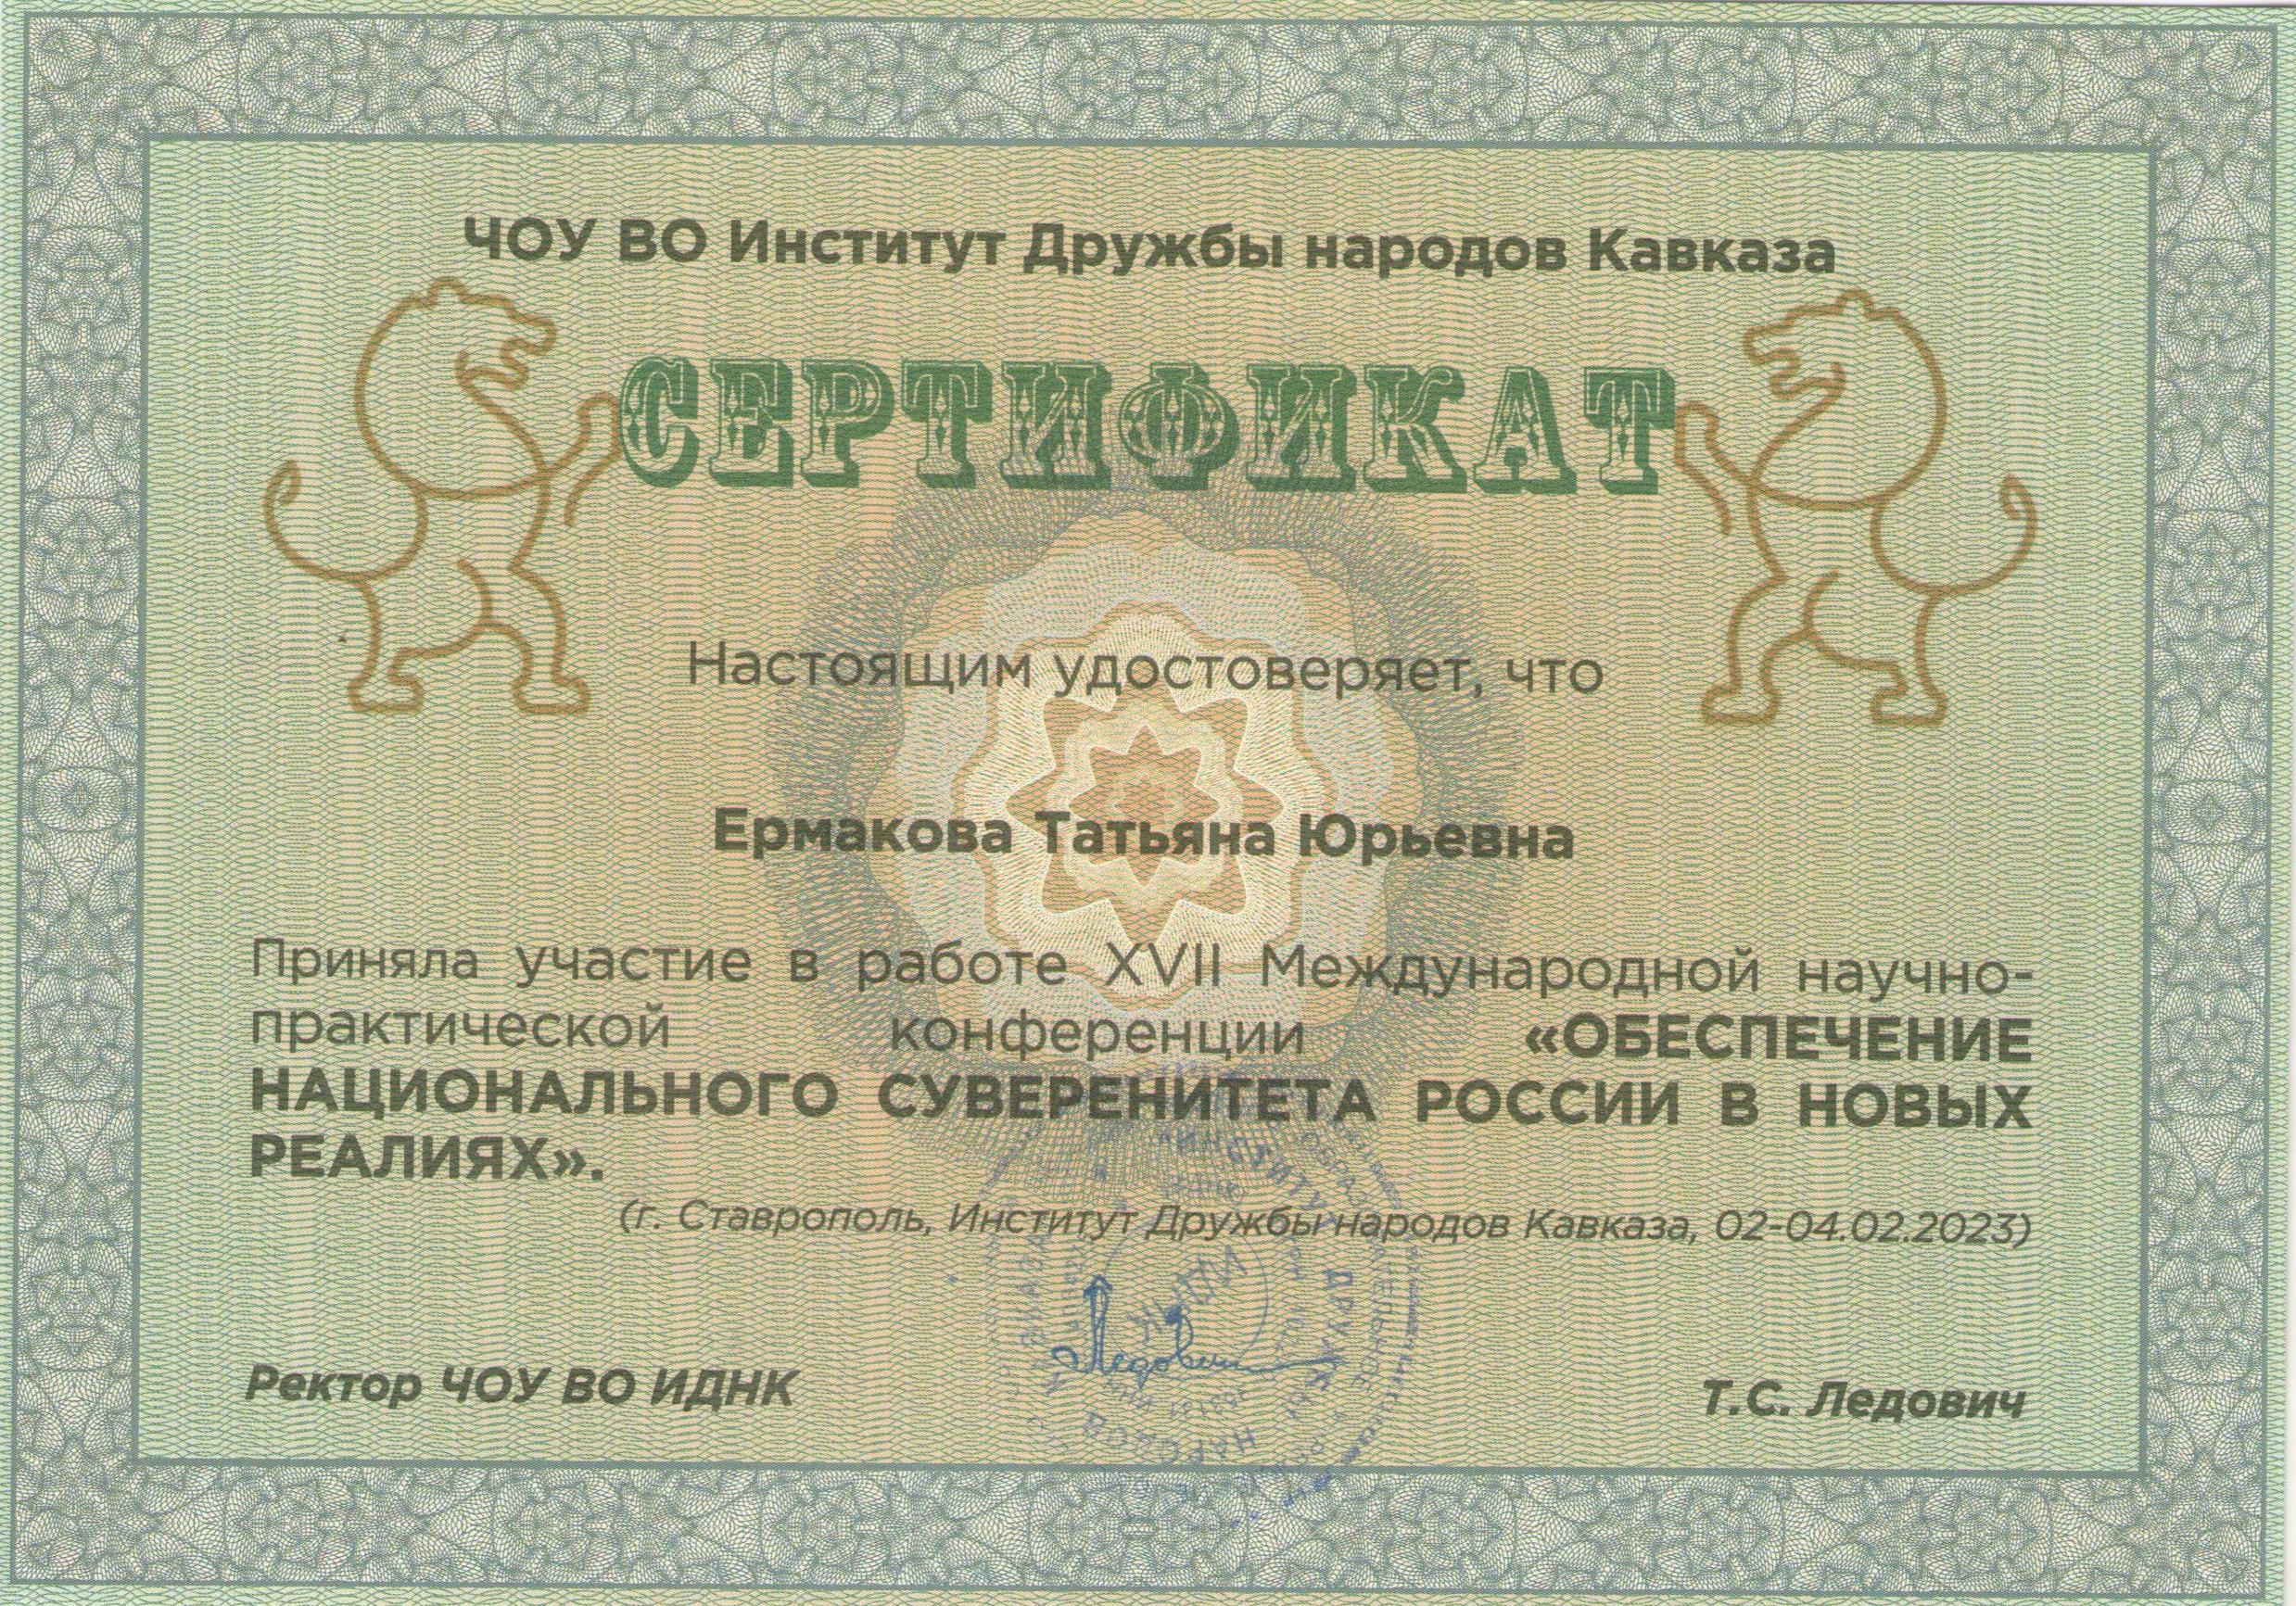 ЧОУ ВО Институт Дружбы народов Кавказа
СЕРТИФИКАТ
Настоящим удостоверяет, что
Ермакова Татьяна Юрьевна
Приняла участие в работе XVII Международной научно-
практической конференции «ОБЕСПЕЧЕНИЕ
НАЦИОНАЛЬНОГО СУВЕРЕНИТЕТА РОССИИ В НОВЫХ
РЕАЛИЯХ».
(г. Ставрополь, Институт Дружбы народов Кавказа, 02-04.02.2023)
Ректор ЧОУ ВО ИДНК
Т.С. Ледович
ИДНК